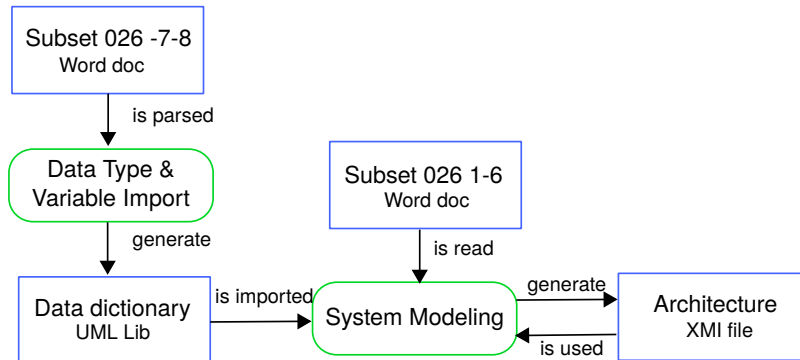 Subset 026 -7-8
Word doc
is parsed
Data Type &
Variable Import
generate
Data dictionary
UML Lib
is imported
Subset 026 1-6
Word doc
is read
System Modeling
generate
is used
Architecture
XMI file